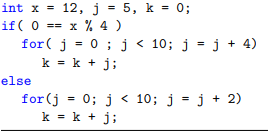 int x = 12, j = 5, k = 0;
if( 0 == x % 4 )
for( j = 0 ; j < 10; j = j + 4)
k = k + j;
else
for(j = 0; j < 10; j = j + 2)
k = k + j;